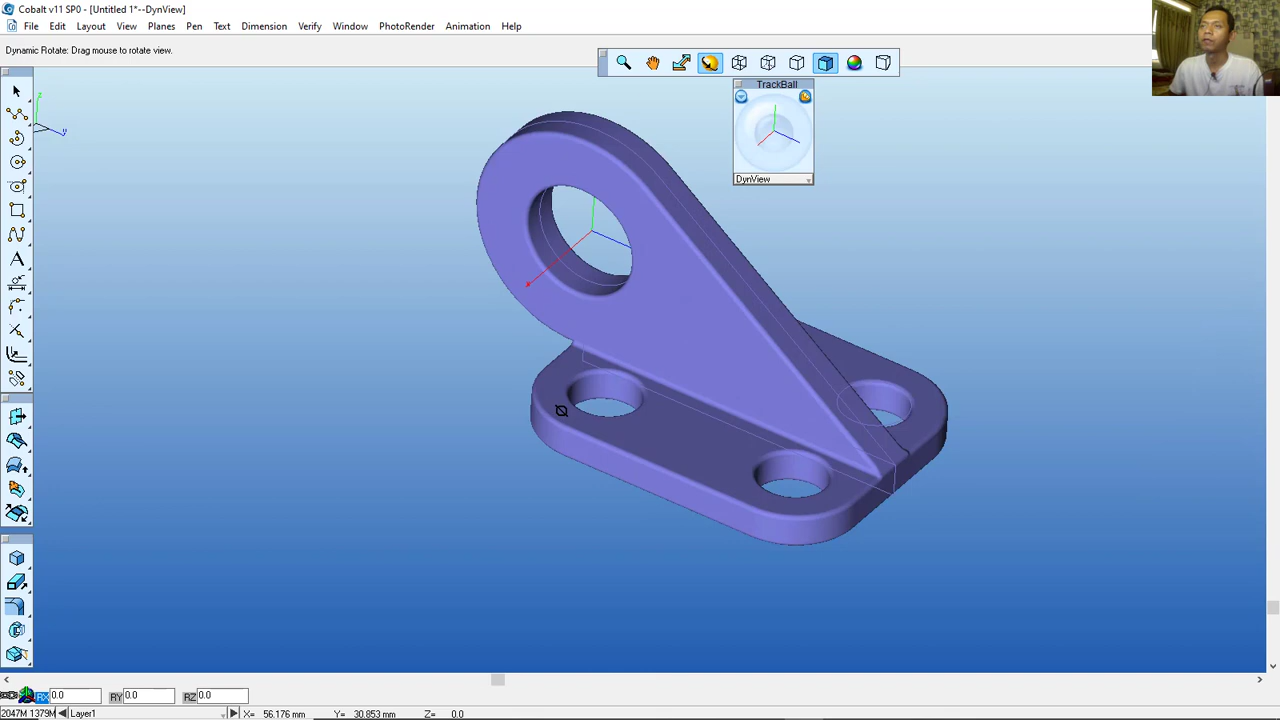 Cobalt v11 SP0 - [Untitled 1*--DynView]
File Edit Layout View Planes Pen Text Dimension Verify Window PhotoRender Animation Help
Dynamic Rotate: Drag mouse to rotate view.
TrackBall
DynView
z
y
x
RX 0.0 RY 0.0 RZ 0.0
2047M 1379M Layer1 X= 56.176 mm Y= 30.853 mm Z= 0.0